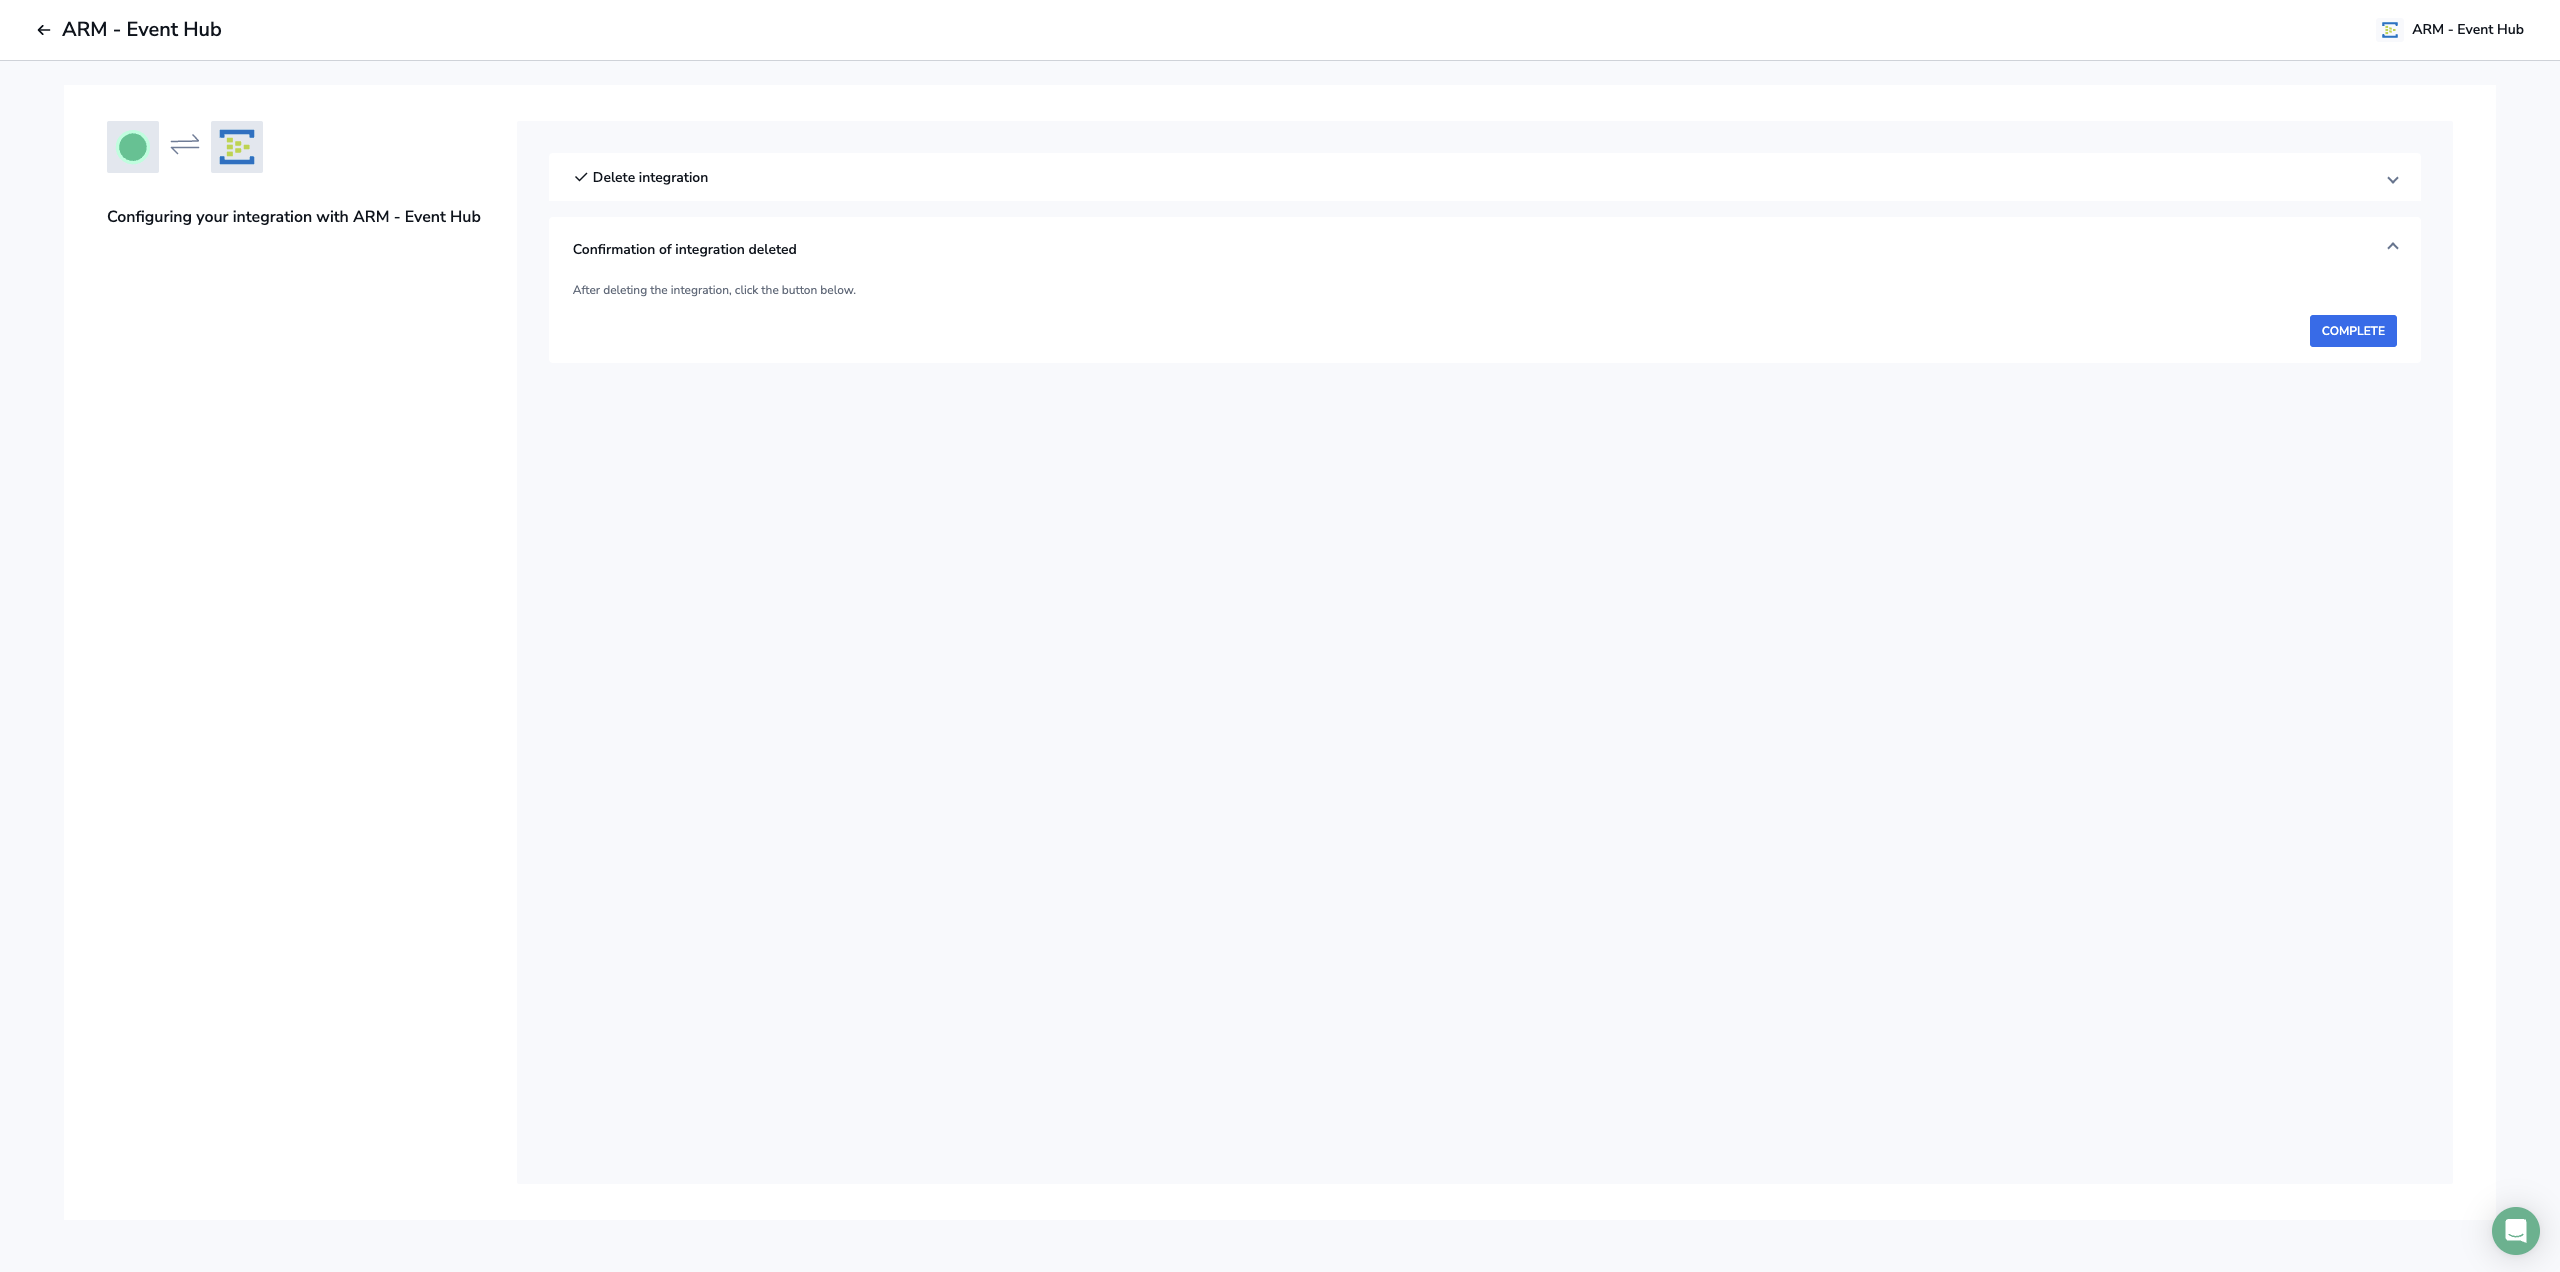 ARM - Event Hub
ARM - Event Hub
Configuring your integration with ARM - Event Hub
Delete integration
Confirmation of integration deleted
After deleting the integration, click the button below.
COMPLETE